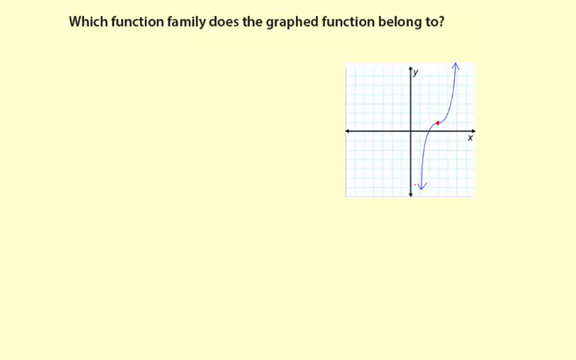 Which function family does the graphed function belong to?
y
x